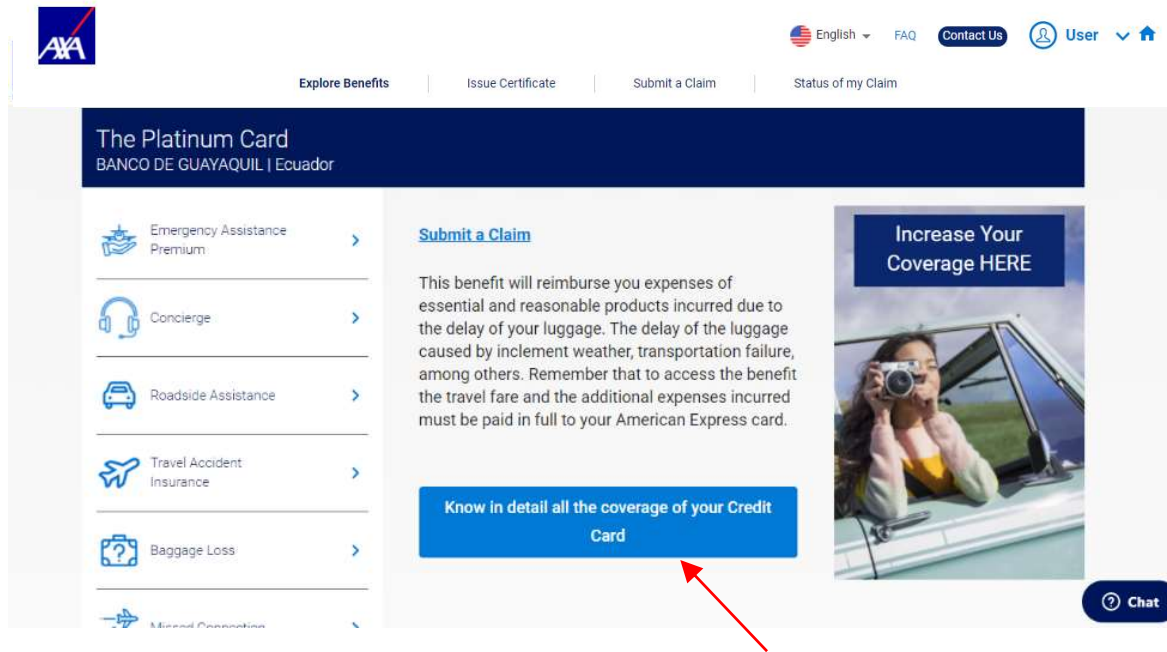 AXA
English
FAQ
Contact Us
User
Explore Benefits
Issue Certificate
Submit a Claim
Status of my Claim
The Platinum Card
BANCO DE GUAYAQUIL | Ecuador
Emergency Assistance
Premium
Concierge
Roadside Assistance
Travel Accident
Insurance
Baggage Loss
Missed Connection
Submit a Claim
This benefit will reimburse you expenses of
essential and reasonable products incurred due to
the delay of your luggage. The delay of the luggage
caused by inclement weather, transportation failure,
among others. Remember that to access the benefit
the travel fare and the additional expenses incurred
must be paid in full to your American Express card.
Know in detail all the coverage of your Credit
Card
Increase Your
Coverage HERE
Chat